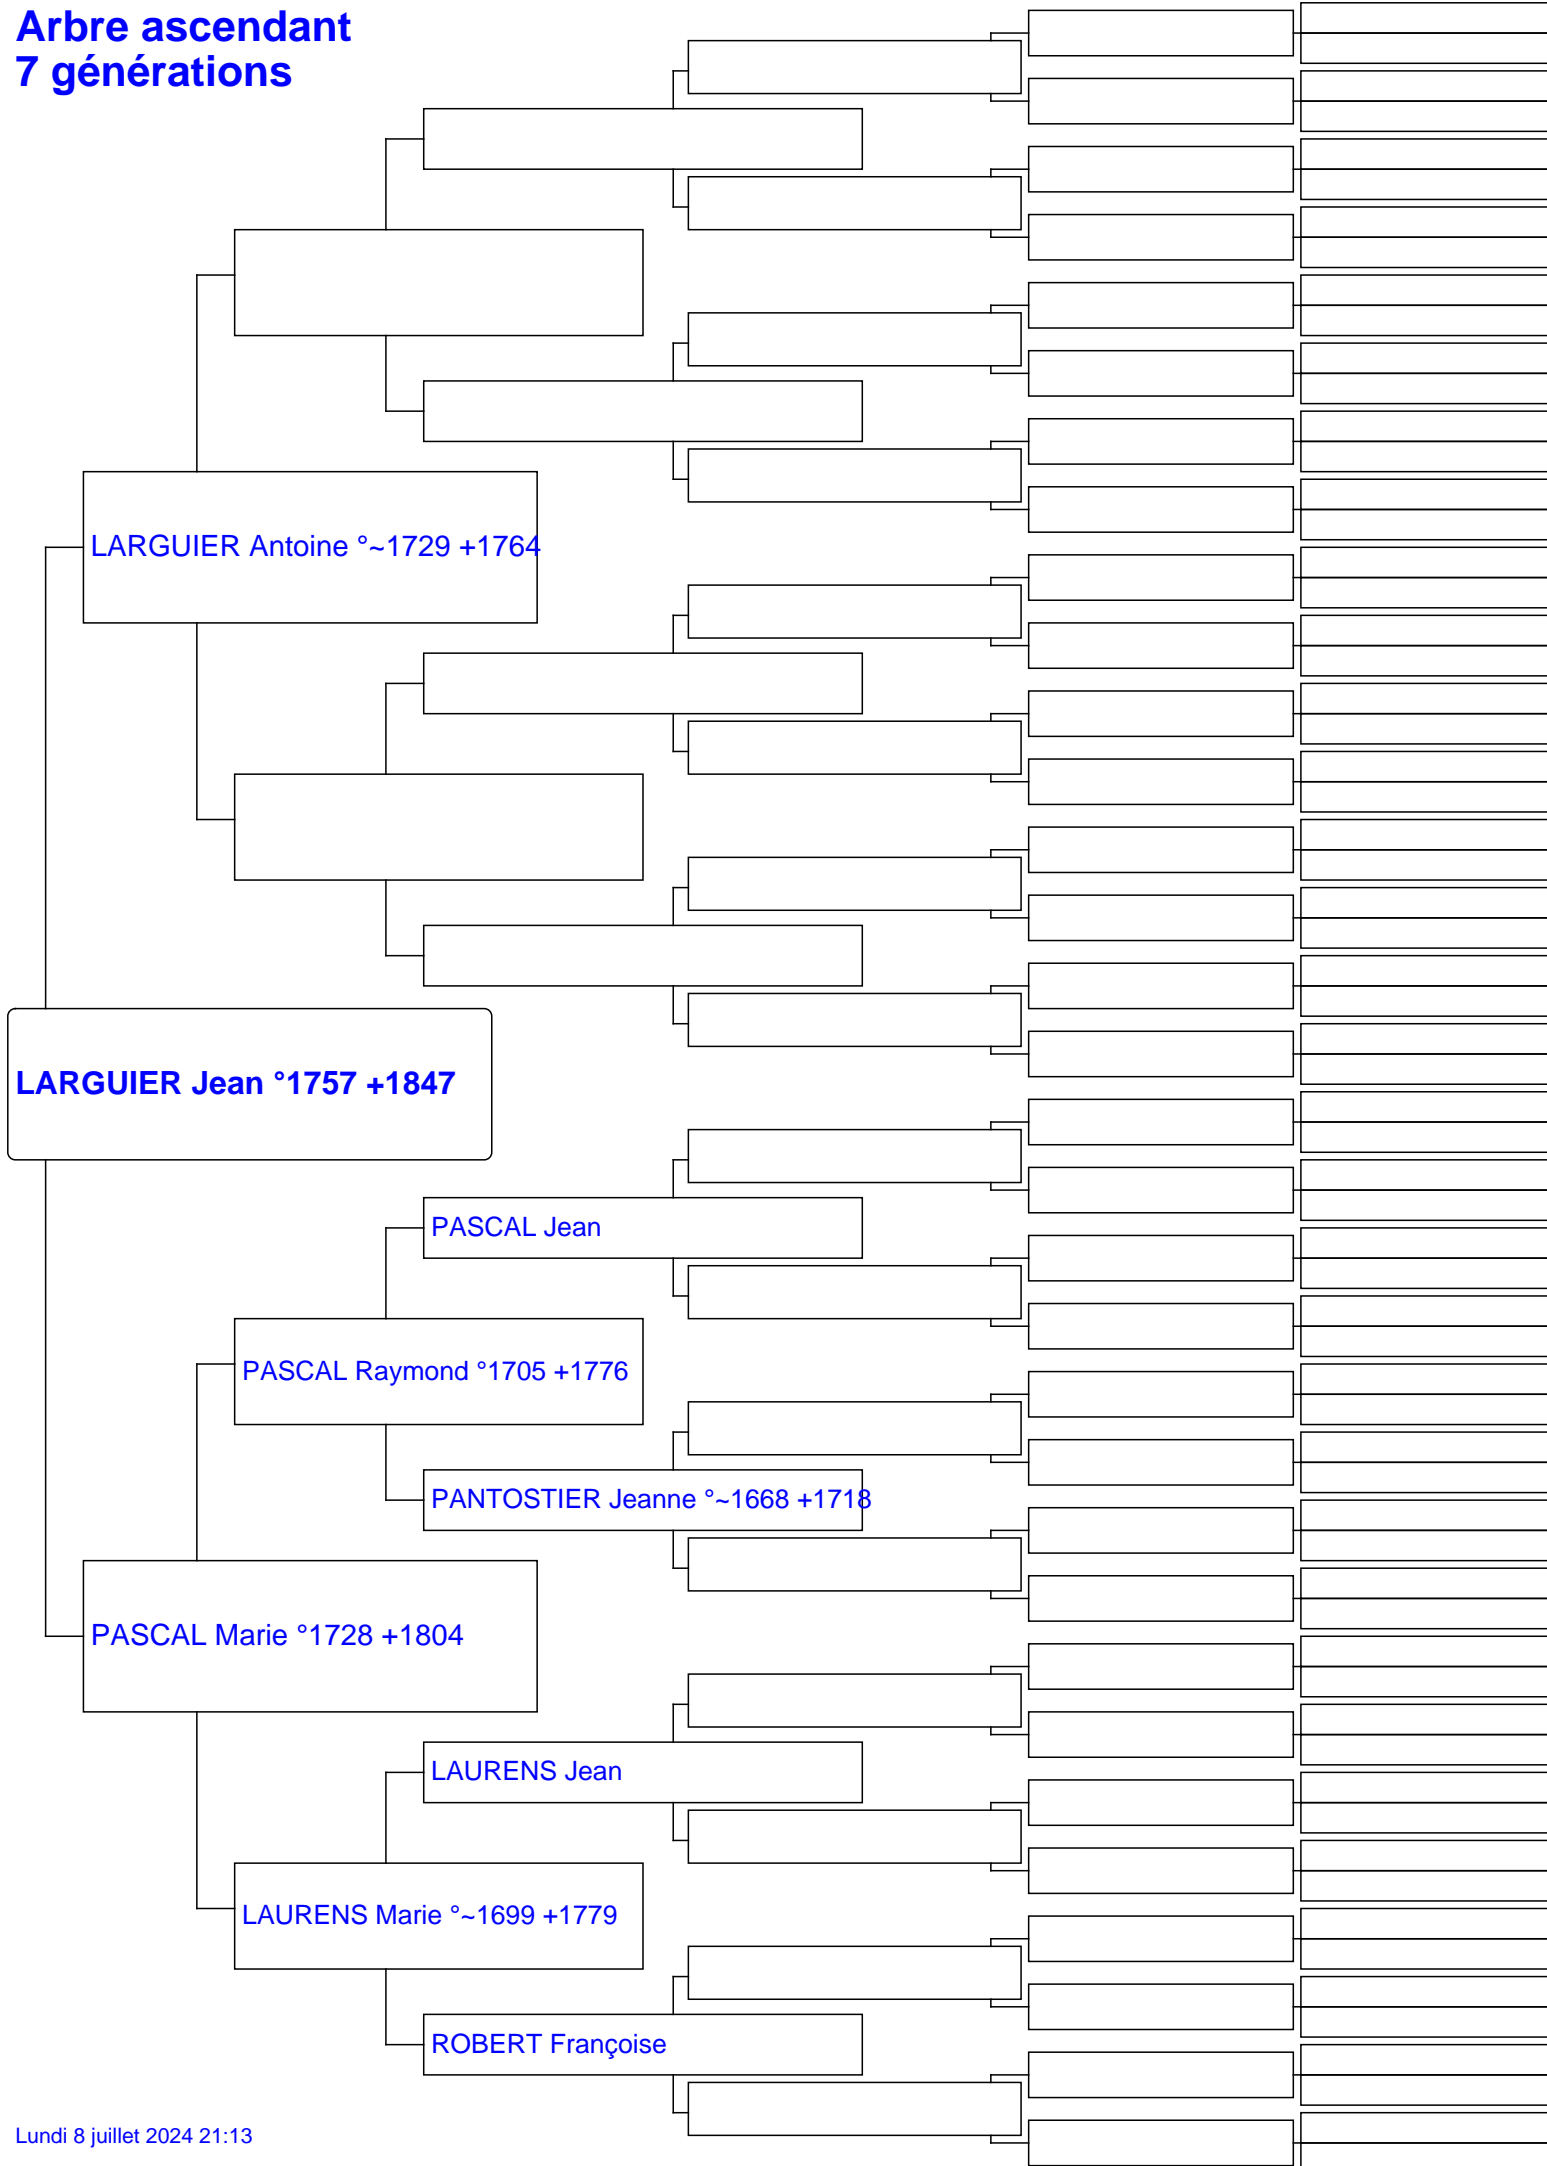 Arbre ascendant
7 générations
LARGUIER Antoine °~1729 +1764
LARGUIER Jean °1757 +1847
PASCAL Jean
PASCAL Raymond °1705 +1776
PANTOSTIER Jeanne °~1668 +1718
PASCAL Marie °1728 +1804
LAURENS Jean
LAURENS Marie °~1699 +1779
ROBERT Françoise
Lundi 8 juillet 2024 21:13